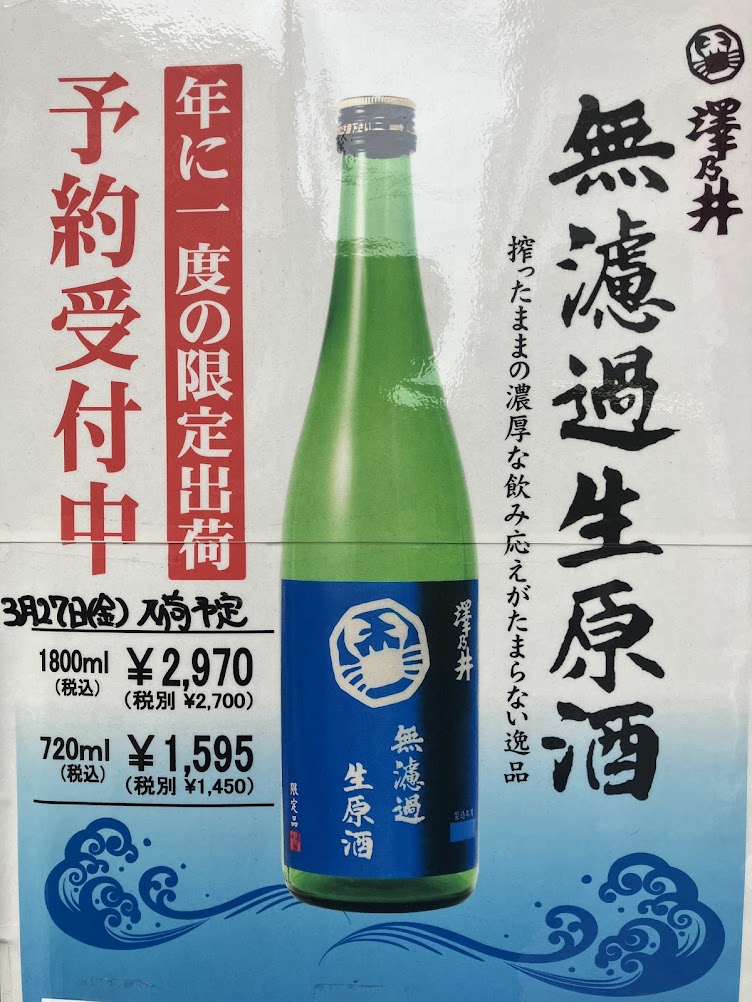 澤乃井
無濾過生原酒
搾ったままの濃厚な飲み応えがたまらない逸品
年に一度の限定出荷
予約受付中
3月27日(金) 入荷予定
1800ml
(税込)
¥2,970
(税別 ¥2,700)
720ml
(税込)
¥1,595
(税別 ¥1,450)
澤乃井
無濾過
生原酒
限定品